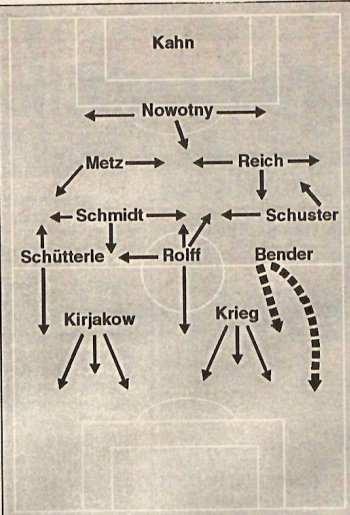 Kahn
Nowotny
Metz Reich
Schmidt Schuster
Schütterle Rolff Bender
Kirjakow Krieg